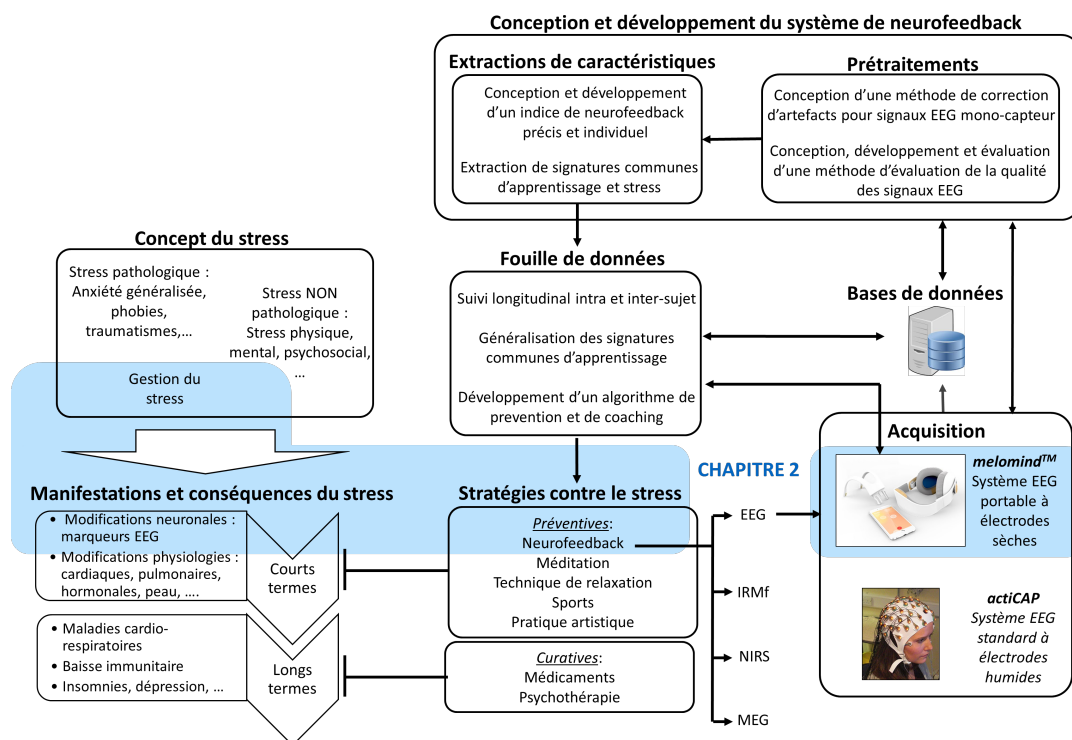 Conception et développement du système de neurofeedback
Extractions de caractéristiques
Conception et développement
d'un indice de neurofeedback
précis et individuel
Extraction de signatures communes
d'apprentissage et stress
Prétraitements
Conception d'une méthode de correction
d'artefacts pour signaux EEG mono-capteur
Conception, développement et évaluation
d'une méthode d'évaluation de la qualité
des signaux EEG
Concept du stress
Stress pathologique :
Anxiété généralisée,
phobies,
traumatismes,...
Stress NON
pathologique :
Stress physique,
mental, psychosocial,
...
Gestion du
stress
Fouille de données
Suivi longitudinal intra et inter-sujet
Généralisation des signatures
communes d'apprentissage
Développement d'un algorithme de
prevention et de coaching
Bases de données
Acquisition
melomind™
Système EEG
portable à
électrodes
sèches
actiCAP
Système EEG
standard à
électrodes
humides
CHAPITRE 2
Manifestations et conséquences du stress
• Modifications neuronales :
marqueurs EEG
• Modifications physiologies :
cardiaques, pulmonaires,
hormonales, peau, ....
Courts
termes
• Maladies cardio-
respiratoires
• Baisse immunitaire
• Insomnies, dépression, ...
Longs
termes
Stratégies contre le stress
Préventives:
Neurofeedback
Méditation
Technique de relaxation
Sports
Pratique artistique
Curatives:
Médicaments
Psychothérapie
EEG
IRMf
NIRS
MEG